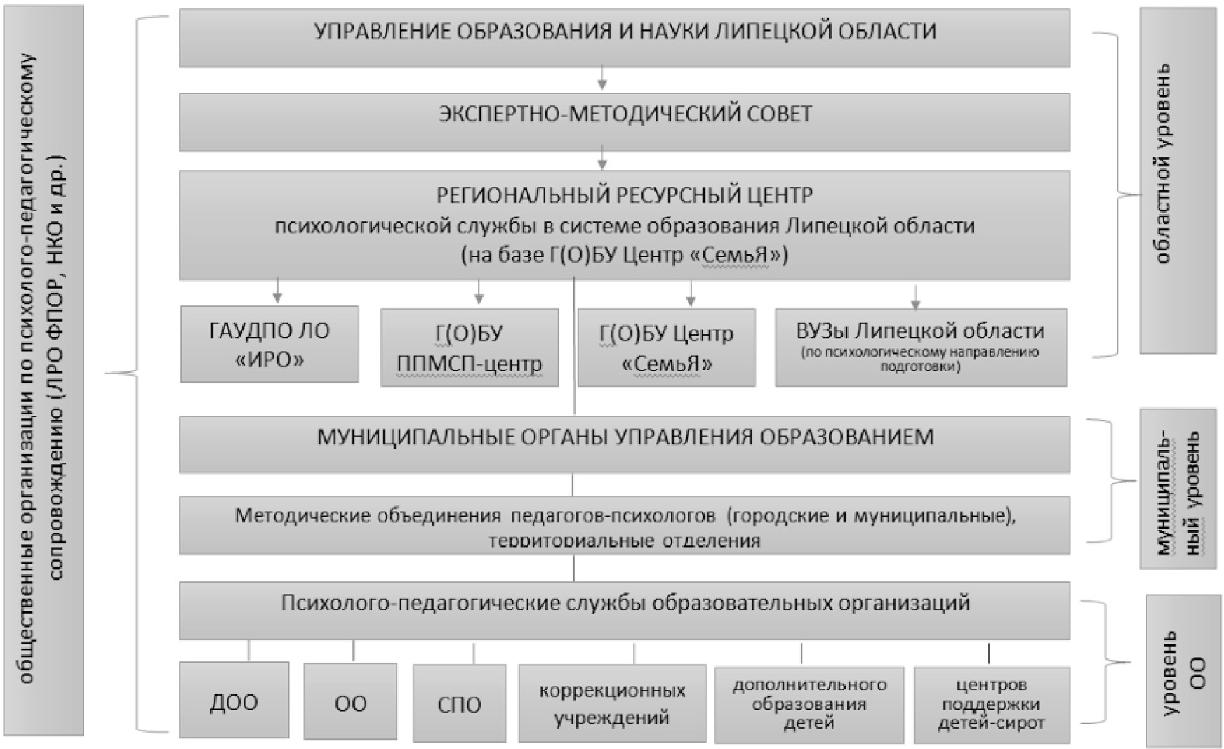 общественные организации по психолого-педагогическому
сопровождению (ЛРО ФПОР, НКО и др.)
УПРАВЛЕНИЕ ОБРАЗОВАНИЯ И НАУКИ ЛИПЕЦКОЙ ОБЛАСТИ
ЭКСПЕРТНО-МЕТОДИЧЕСКИЙ СОВЕТ
РЕГИОНАЛЬНЫЙ РЕСУРСНЫЙ ЦЕНТР
психологической службы в системе образования Липецкой области
(на базе Г(О)БУ Центр «СемьЯ»)
ГАУДПО ЛО
«ИРО»
Г(О)БУ
ППМСП-центр
Г(О)БУ Центр
«СемьЯ»
ВУЗы Липецкой области
(по психологическому направлению
подготовки)
областной уровень
МУНИЦИПАЛЬНЫЕ ОРГАНЫ УПРАВЛЕНИЯ ОБРАЗОВАНИЕМ
Методические объединения педагогов-психологов (городские и муниципальные),
территориальные отделения
муниципаль-
ный уровень
Психолого-педагогические службы образовательных организаций
ДОО
ОО
СПО
коррекционных
учреждений
дополнительного
образования
детей
центров
поддержки
детей-сирот
уровень
ОО